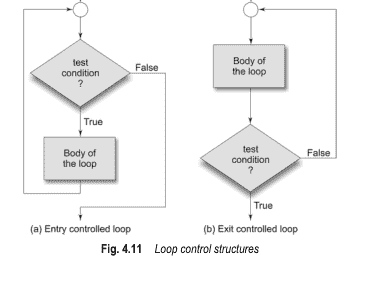 test
condition
?
False
True
Body of
the loop
(a) Entry controlled loop
Body of
the loop
test
condition
?
False
True
(b) Exit controlled loop
Fig. 4.11 Loop control structures